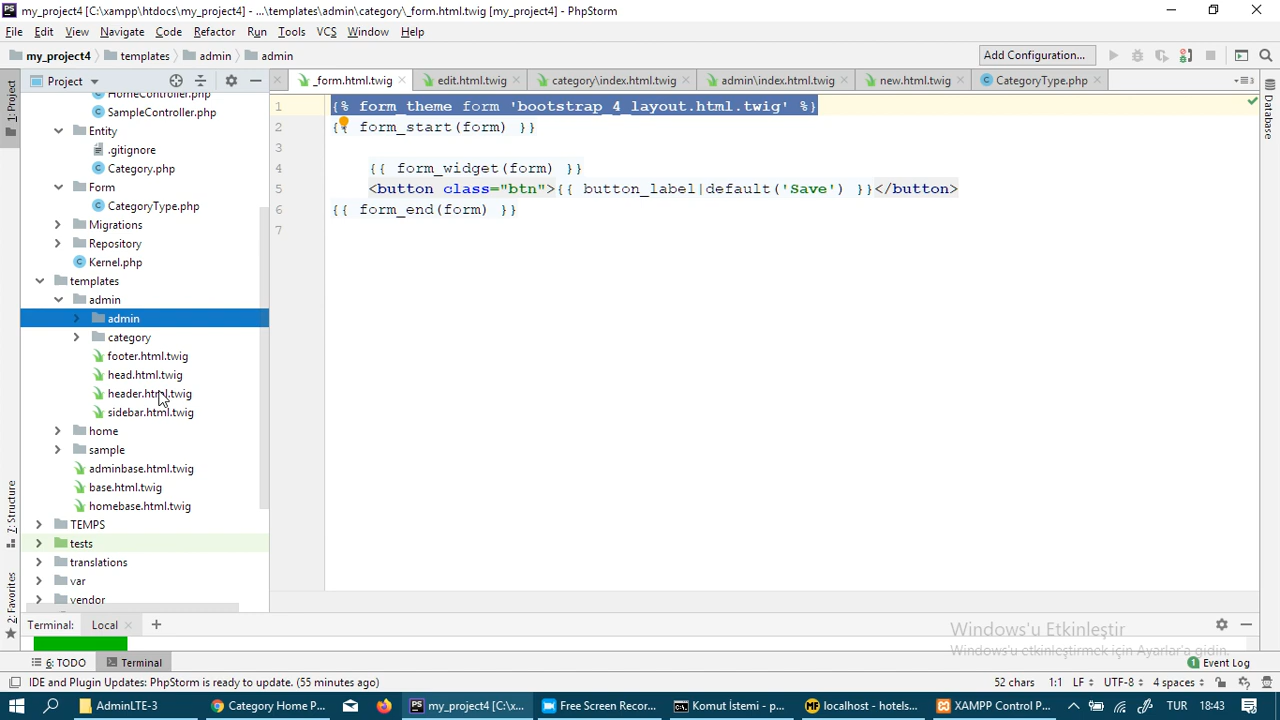 my_project4 [C:\xampp\htdocs\my_project4] - ...\templates\admin\category\_form.html.twig [my_project4] - PhpStorm
File Edit View Navigate Code Refactor Run Tools VCS Window Help
my_project4 templates admin admin Add Configuration...
Project
_form.html.twig edit.html.twig category\index.html.twig admin\index.html.twig new.html.twig CategoryType.php
1: Project
Database
HomeController.php
SampleController.php
Entity
.gitignore
Category.php
Form
CategoryType.php
Migrations
Repository
Kernel.php
templates
admin
admin
category
footer.html.twig
head.html.twig
header.html.twig
sidebar.html.twig
home
sample
adminbase.html.twig
base.html.twig
homebase.html.twig
TEMPS
tests
translations
var
vendor
Z: Structure
2: Favorites
1 {% form_theme form 'bootstrap_4_layout.html.twig' %}
2 {{ form_start(form) }}
3
4 {{ form_widget(form) }}
5 <button class="btn">{{ button_label|default('Save') }}</button>
6 {{ form_end(form) }}
7
Terminal: Local
Windows'u Etkinleştir
Windows'u etkinleştirmek için Ayarlar'a gidin.
6: TODO Terminal 1 Event Log
IDE and Plugin Updates: PhpStorm is ready to update. (55 minutes ago) 52 chars 1:1 LF UTF-8 4 spaces
AdminLTE-3 Category Home P... my_project4 [C:\x... Free Screen Recor... Komut İstemi - p... localhost - hotels... XAMPP Control P... TUR 18:43